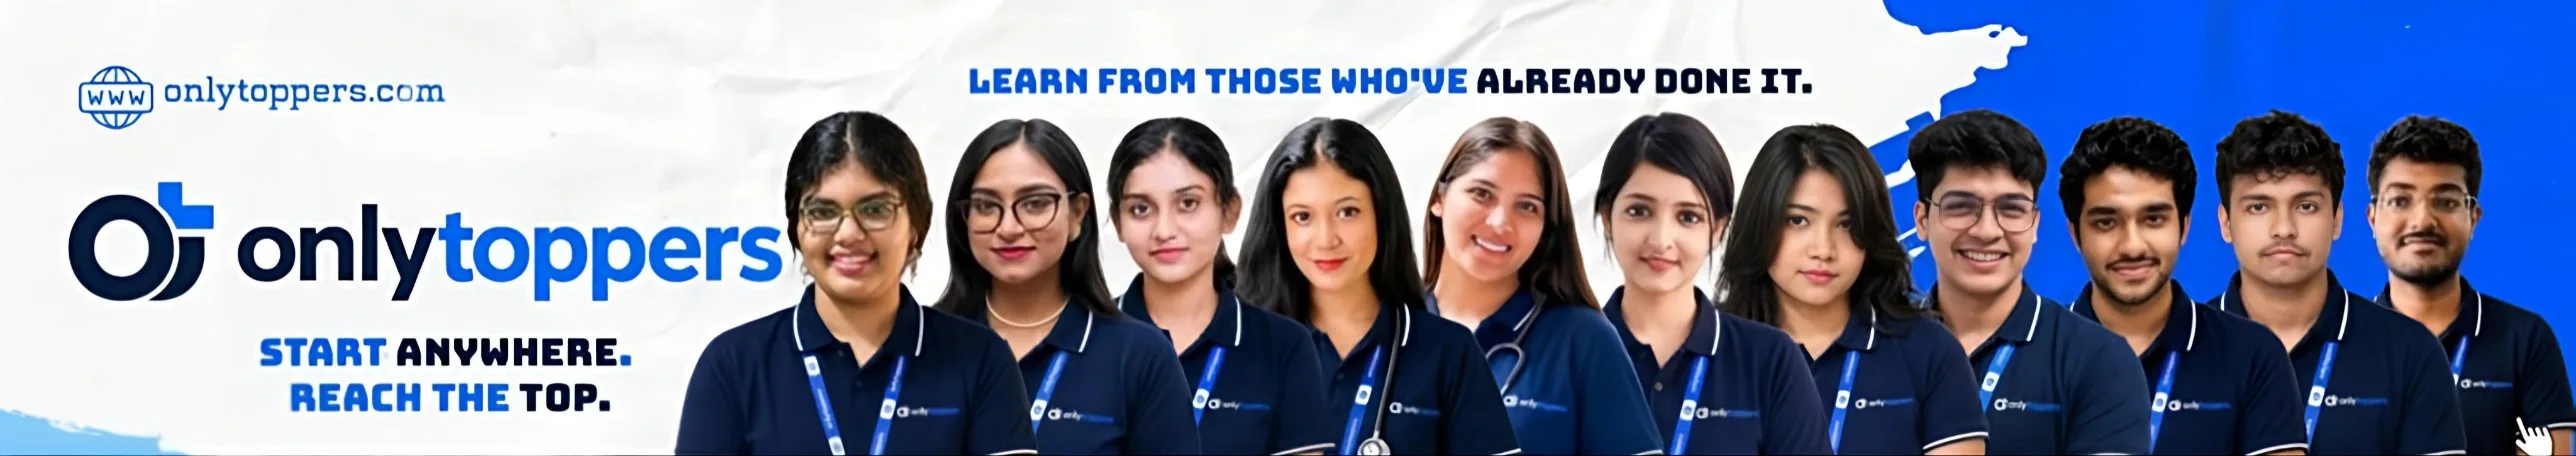 www onlytoppers.com
LEARN FROM THOSE WHO'VE ALREADY DONE IT.
onlytoppers
START ANYWHERE.
REACH THE TOP.